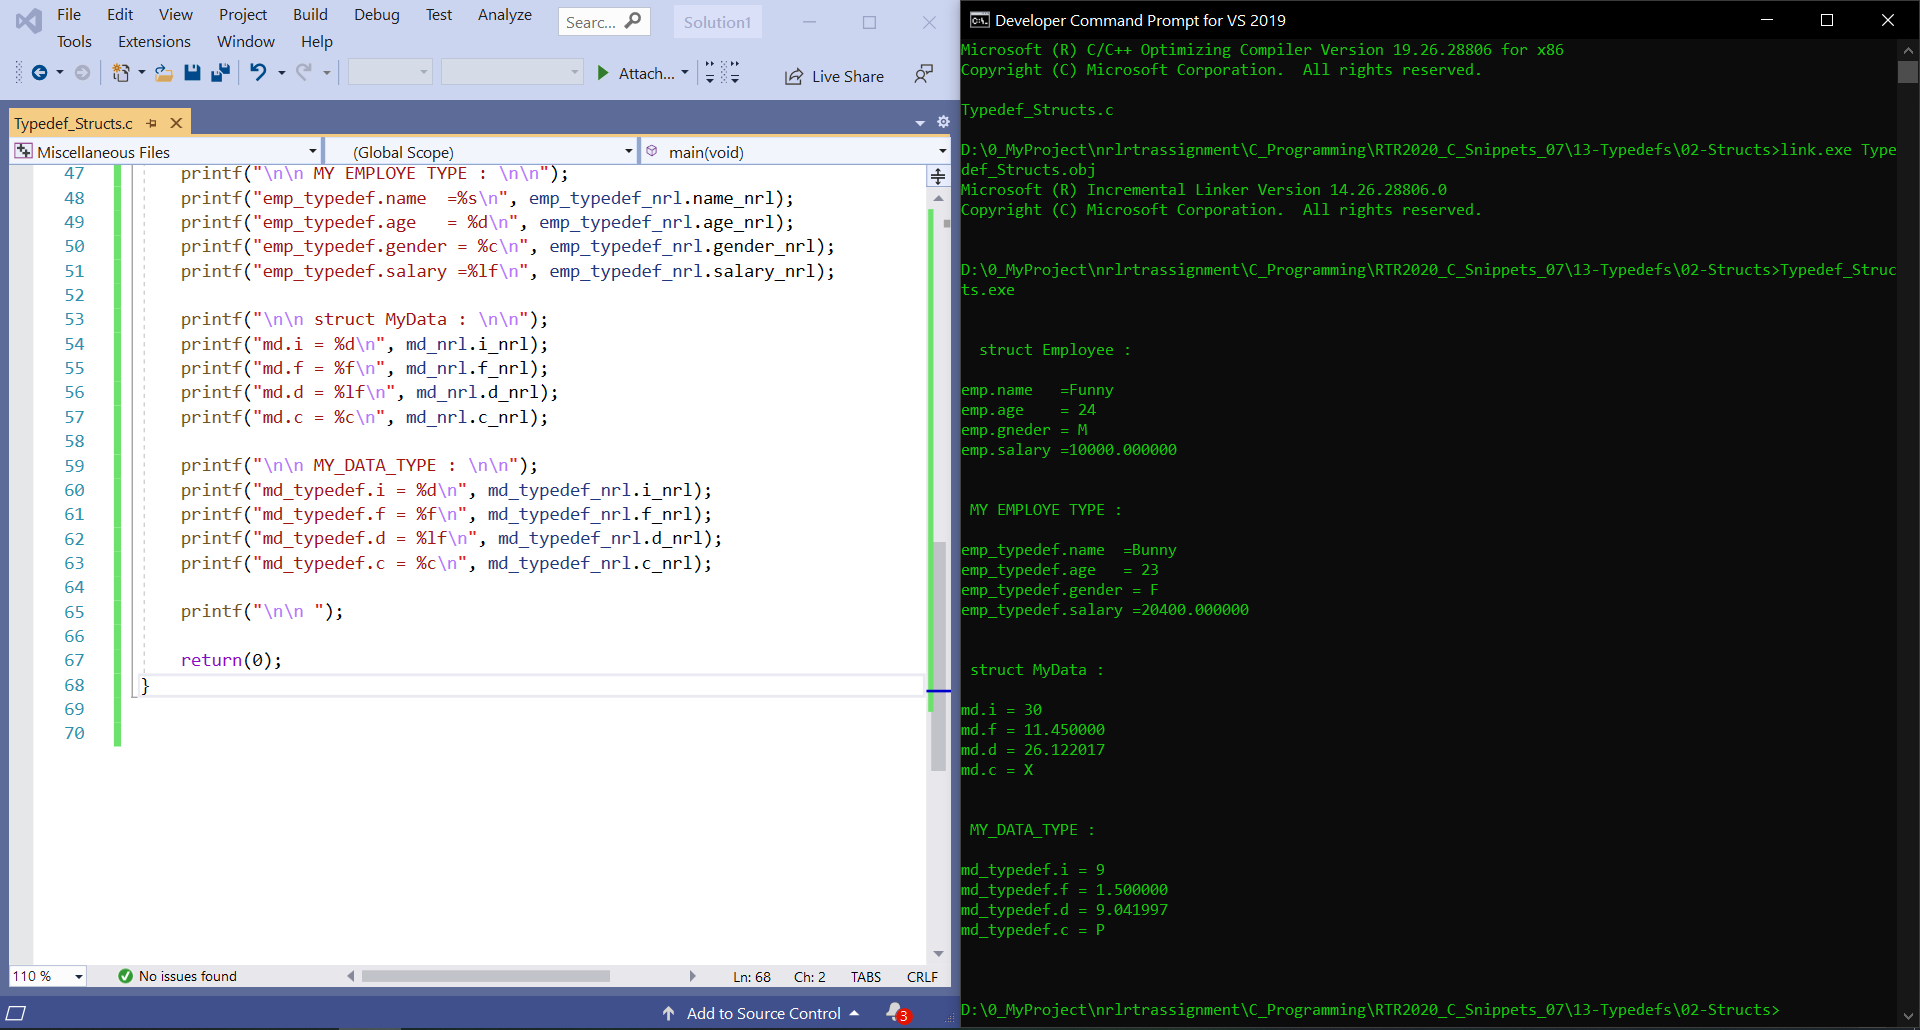 File Edit View Project Build Debug Test Analyze Searc... Solution1
Tools Extensions Window Help
Attach... Live Share
Typedef_Structs.c
Miscellaneous Files (Global Scope) main(void)
47 printf("\n\n MY EMPLOYE TYPE : \n\n");
48 printf("emp_typedef.name  =%s\n", emp_typedef_nrl.name_nrl);
49 printf("emp_typedef.age   = %d\n", emp_typedef_nrl.age_nrl);
50 printf("emp_typedef.gender = %c\n", emp_typedef_nrl.gender_nrl);
51 printf("emp_typedef.salary =%lf\n", emp_typedef_nrl.salary_nrl);
52
53 printf("\n\n struct MyData : \n\n");
54 printf("md.i = %d\n", md_nrl.i_nrl);
55 printf("md.f = %f\n", md_nrl.f_nrl);
56 printf("md.d = %lf\n", md_nrl.d_nrl);
57 printf("md.c = %c\n", md_nrl.c_nrl);
58
59 printf("\n\n MY_DATA_TYPE : \n\n");
60 printf("md_typedef.i = %d\n", md_typedef_nrl.i_nrl);
61 printf("md_typedef.f = %f\n", md_typedef_nrl.f_nrl);
62 printf("md_typedef.d = %lf\n", md_typedef_nrl.d_nrl);
63 printf("md_typedef.c = %c\n", md_typedef_nrl.c_nrl);
64
65 printf("\n\n ");
66
67 return(0);
68 }
69
70
110 % No issues found Ln: 68 Ch: 2 TABS CRLF
Add to Source Control 3
Developer Command Prompt for VS 2019
Microsoft (R) C/C++ Optimizing Compiler Version 19.26.28806 for x86
Copyright (C) Microsoft Corporation.  All rights reserved.
Typedef_Structs.c
D:\0_MyProject\nrlrtrassignment\C_Programming\RTR2020_C_Snippets_07\13-Typedefs\02-Structs>link.exe Type
def_Structs.obj
Microsoft (R) Incremental Linker Version 14.26.28806.0
Copyright (C) Microsoft Corporation.  All rights reserved.
D:\0_MyProject\nrlrtrassignment\C_Programming\RTR2020_C_Snippets_07\13-Typedefs\02-Structs>Typedef_Struc
ts.exe
struct Employee :
emp.name   =Funny
emp.age    = 24
emp.gneder = M
emp.salary =10000.000000
MY EMPLOYE TYPE :
emp_typedef.name  =Bunny
emp_typedef.age   = 23
emp_typedef.gender = F
emp_typedef.salary =20400.000000
struct MyData :
md.i = 30
md.f = 11.450000
md.d = 26.122017
md.c = X
MY_DATA_TYPE :
md_typedef.i = 9
md_typedef.f = 1.500000
md_typedef.d = 9.041997
md_typedef.c = P
D:\0_MyProject\nrlrtrassignment\C_Programming\RTR2020_C_Snippets_07\13-Typedefs\02-Structs>